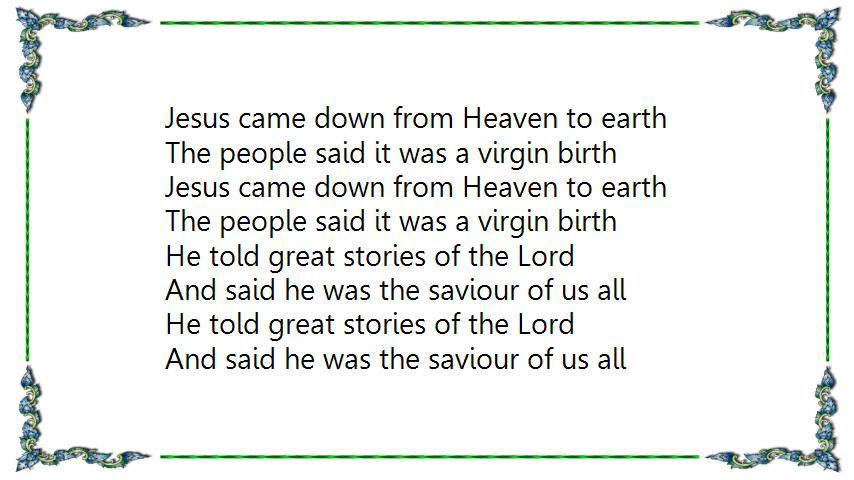 Jesus came down from Heaven to earth
The people said it was a virgin birth
Jesus came down from Heaven to earth
The people said it was a virgin birth
He told great stories of the Lord
And said he was the saviour of us all
He told great stories of the Lord
And said he was the saviour of us all